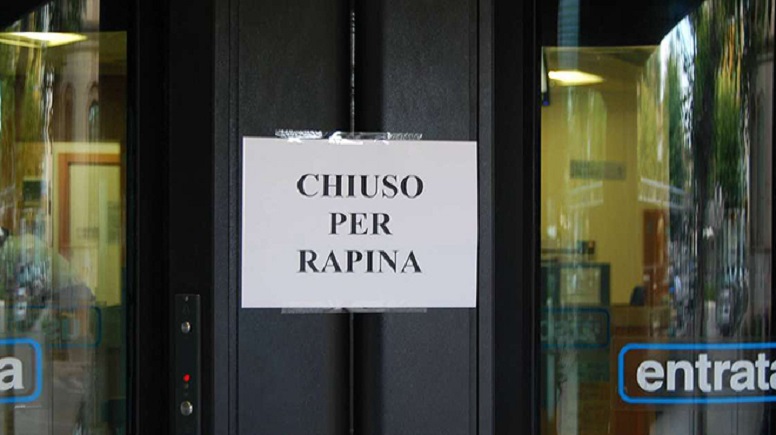 CHIUSO
PER
RAPINA
entrata